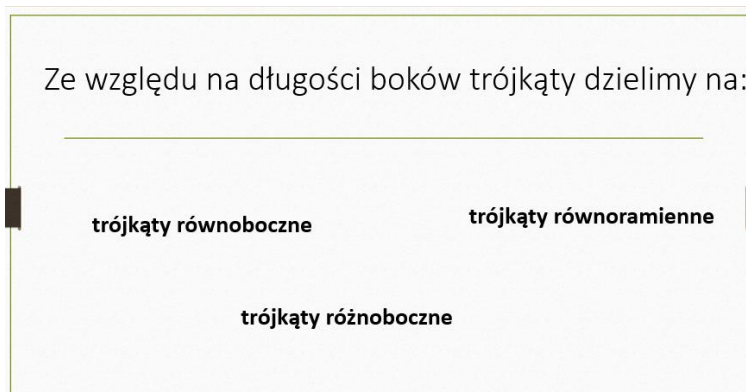 Ze względu na długości boków trójkąty dzielimy na:
trójkąty równoboczne
trójkąty równoramienne
trójkąty różnoboczne